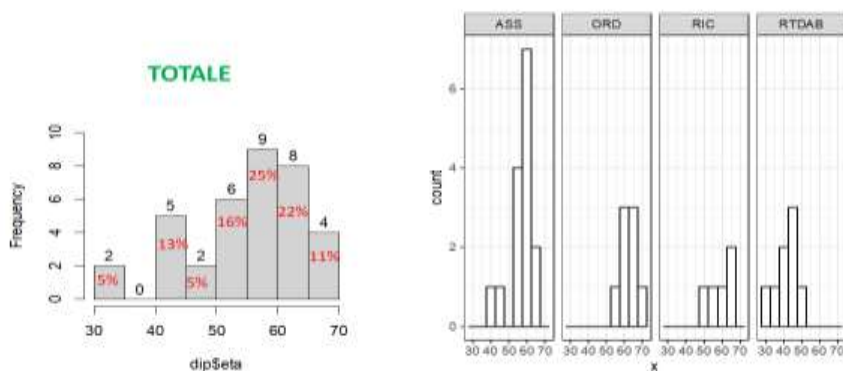 TOTALE
Frequency
0 2 4 6 8 10
2 0 5 2 6 9 8 4
5% 13% 5% 16% 25% 22% 11%
30 40 50 60 70
dip$eta
ASS ORD RIC RTDAB
count
6
4
2
0
30 40 50 60 70 30 40 50 60 70 30 40 50 60 70 30 40 50 60 70
x